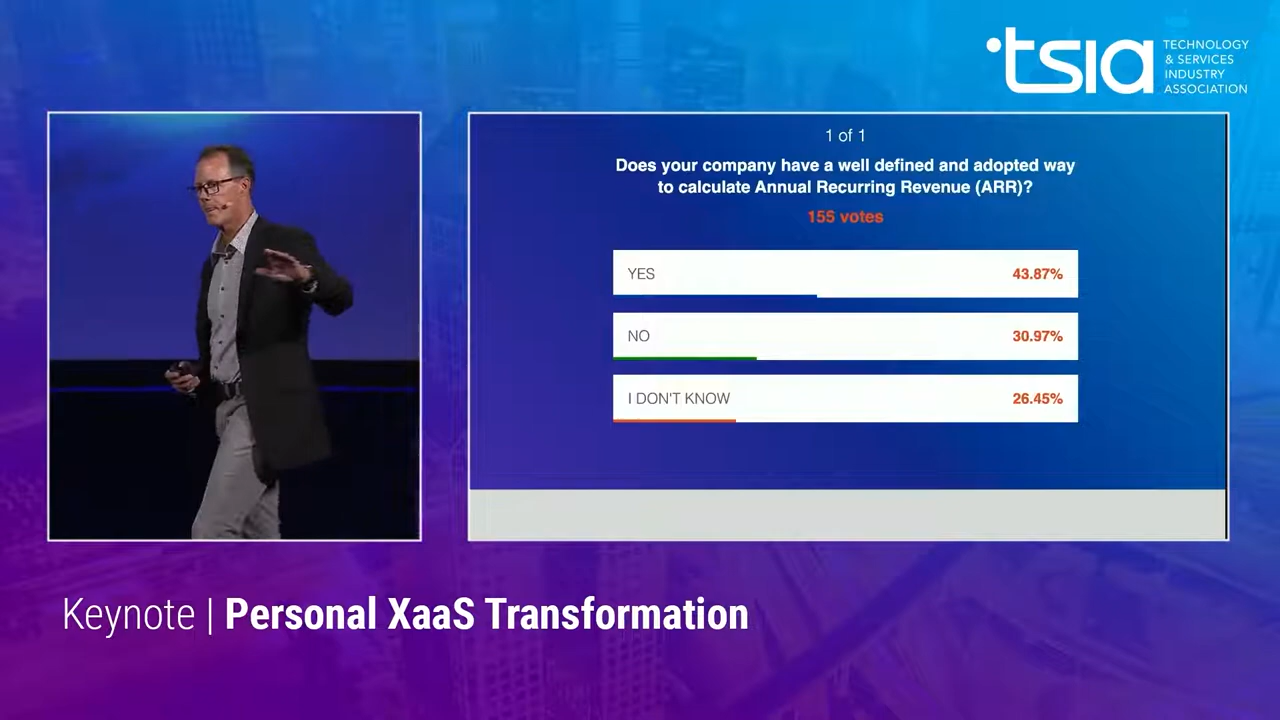 tsia
TECHNOLOGY
& SERVICES
INDUSTRY
ASSOCIATION
1 of 1
Does your company have a well defined and adopted way
to calculate Annual Recurring Revenue (ARR)?
155 votes
YES 43.87%
NO 30.97%
I DON'T KNOW 26.45%
Keynote | Personal XaaS Transformation